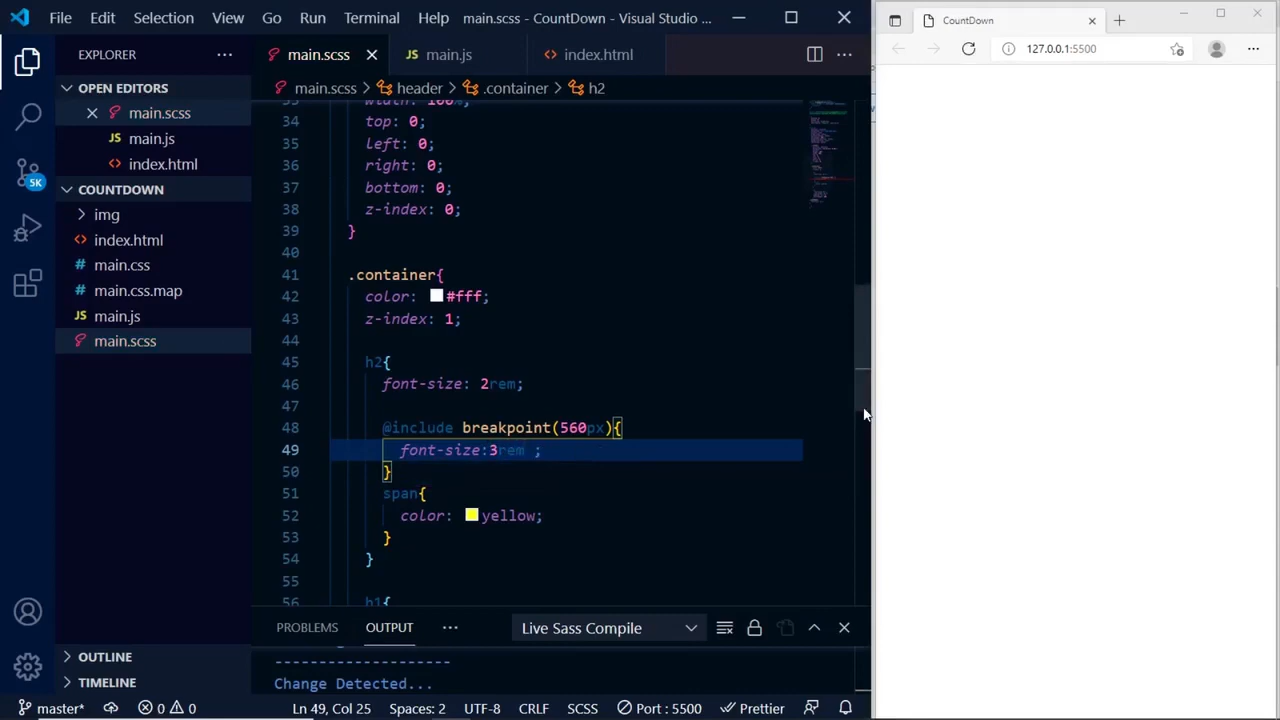 File Edit Selection View Go Run Terminal Help main.scss - CountDown - Visual Studio ...
CountDown
EXPLORER
main.scss
main.js
index.html
127.0.0.1:5500
OPEN EDITORS
main.scss
main.js
index.html
COUNTDOWN
img
index.html
main.css
main.css.map
main.js
main.scss
5K
OUTLINE
TIMELINE
main.scss > header > .container > h2
width: 100%;
34 top: 0;
35 left: 0;
36 right: 0;
37 bottom: 0;
38 z-index: 0;
39 }
40
41 .container{
42 color: #fff;
43 z-index: 1;
44
45 h2{
46 font-size: 2rem;
47
48 @include breakpoint(560px){
49 font-size:3rem ;
50 }
51 span{
52 color: yellow;
53 }
54 }
55
56 h1{
PROBLEMS OUTPUT ... Live Sass Compile
--------------------
Change Detected...
master* 0 0 Ln 49, Col 25 Spaces: 2 UTF-8 CRLF SCSS Port : 5500 Prettier